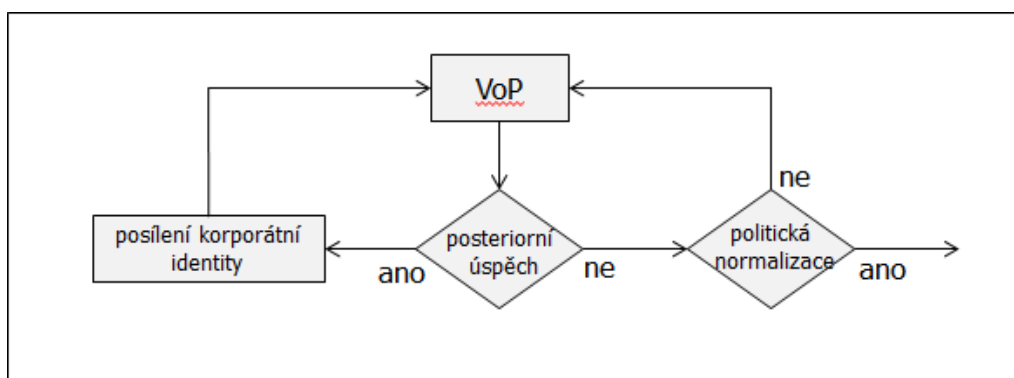 VoP
ne
posílení korporátní
identity
posteriorní
úspěch
politická
normalizace
ano
ne
ano